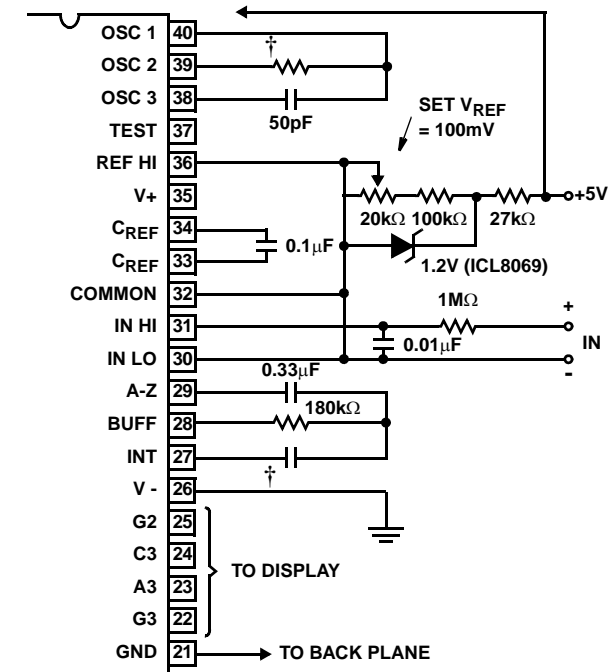 OSC 1 40
OSC 2 39 †
OSC 3 38
50pF
TEST 37
SET VREF
= 100mV
REF HI 36
V+ 35
+5V
20kΩ 100kΩ 27kΩ
CREF 34
0.1µF
CREF 33
1.2V (ICL8069)
COMMON 32
1MΩ
IN HI 31
+
0.01µF
IN
IN LO 30
-
0.33µF
A-Z 29
180kΩ
BUFF 28
INT 27
†
V - 26
G2 25
C3 24
TO DISPLAY
A3 23
G3 22
GND 21 TO BACK PLANE